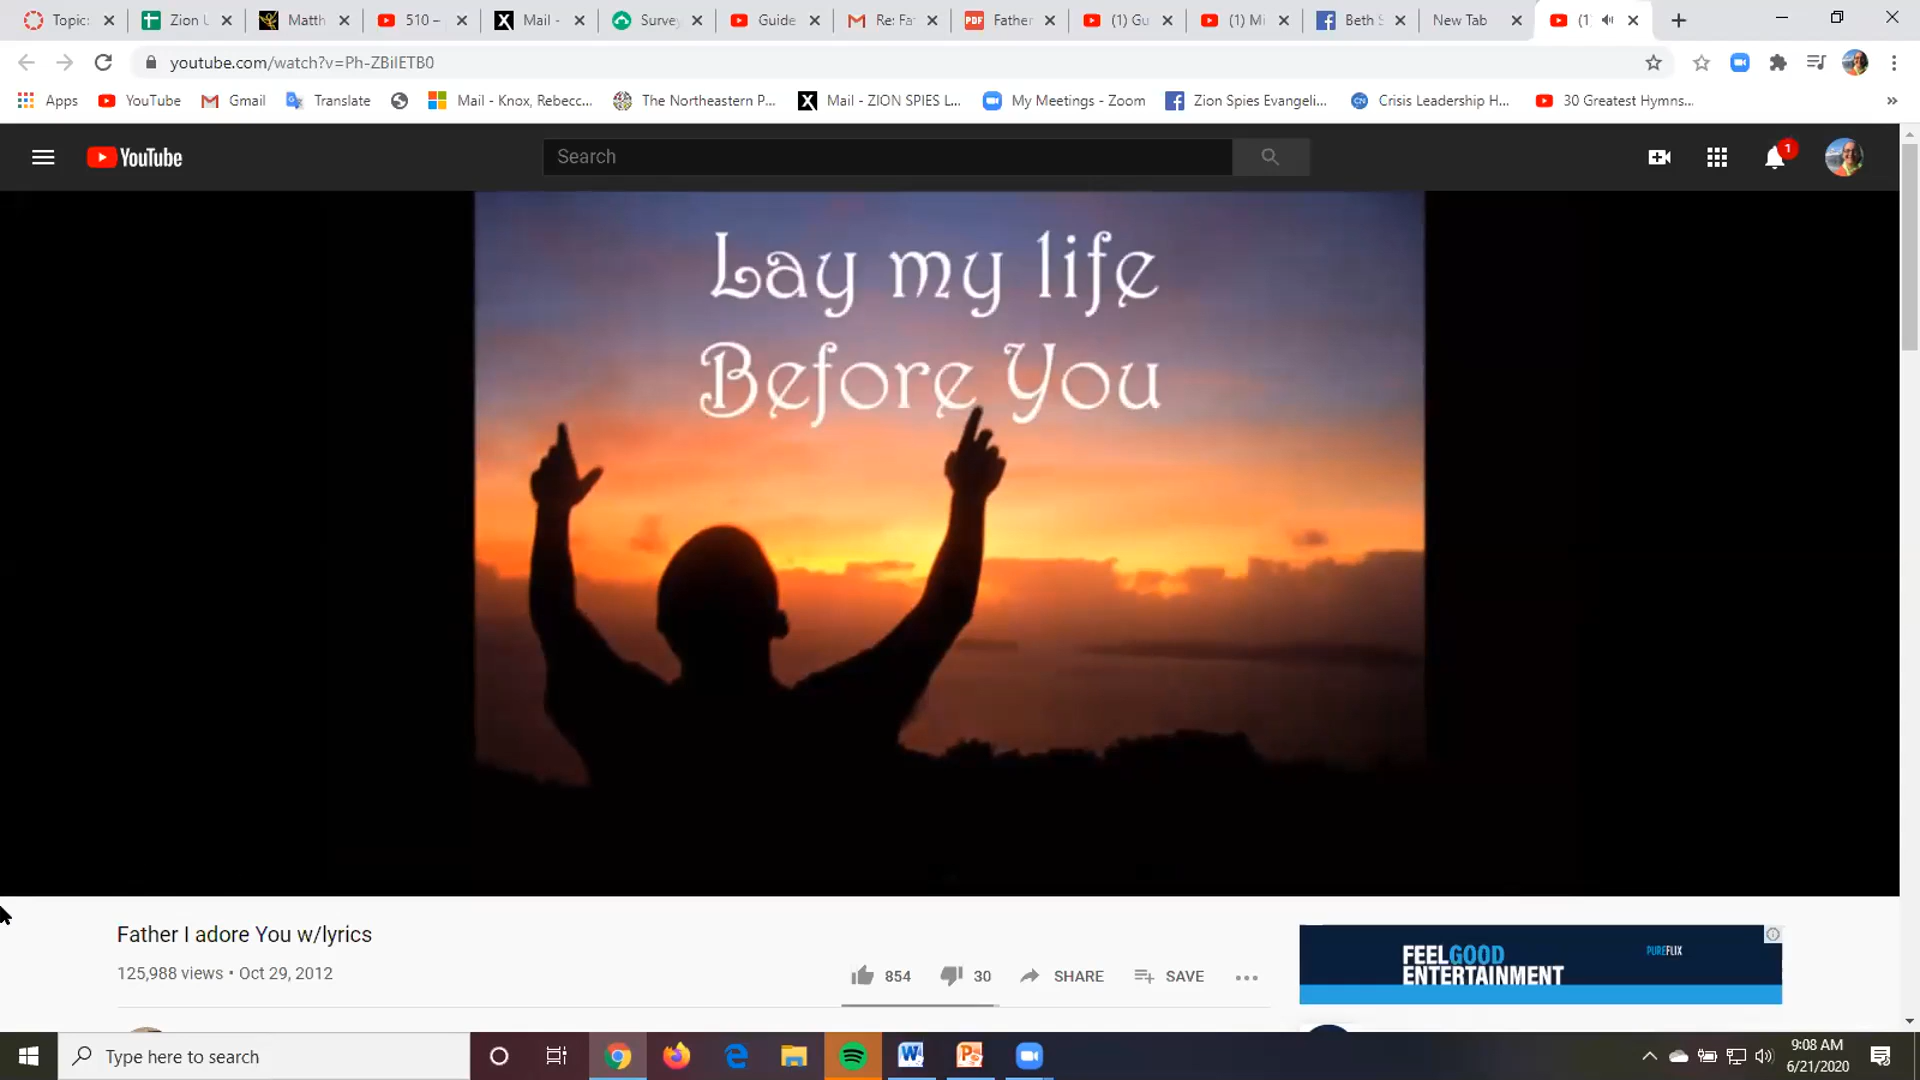 Topic:
Zion U
Matth
510 –
Mail -
Survey
Guide
Re: Fa
PDF
Father
(1) Gu
(1) Mi
Beth S
New Tab
(1)
youtube.com/watch?v=Ph-ZBilETB0
Apps
YouTube
Gmail
Translate
Mail - Knox, Rebecc...
The Northeastern P...
Mail - ZION SPIES L...
My Meetings - Zoom
Zion Spies Evangeli...
Crisis Leadership H...
30 Greatest Hymns...
YouTube
Search
1
Lay my life
Before You
Father I adore You w/lyrics
125,988 views • Oct 29, 2012
854
30
SHARE
SAVE
FEELGOOD
ENTERTAINMENT
PUREFLIX
Type here to search
9:08 AM
6/21/2020